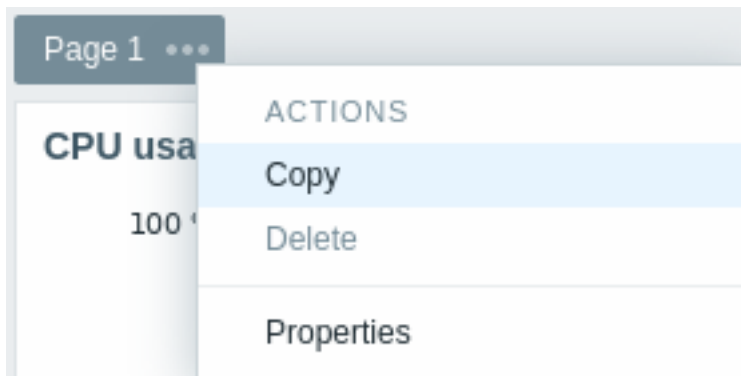 Page 1
ACTIONS
CPU usa
Copy
100
Delete
Properties